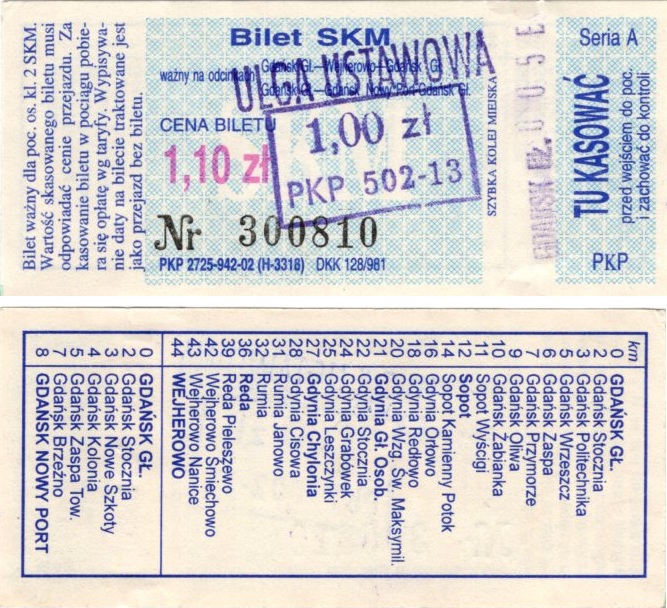 Bilet ważny dla poc. os. kl. 2 SKM.
Wartość skasowanego biletu musi
odpowiadać cenie przejazdu. Za
kasowanie biletu w pociągu pobie-
ra się opłatę wg taryfy. Wypisywa-
nie daty na bilecie traktowane jest
jako przejazd bez biletu.
Bilet SKM
ważny na odcinkach Gdańsk Gł.–Wejherowo–Gdańsk Gł.
Gdańsk Gł.–Gdańsk Nowy Port–Gdańsk Gł.
ULGA USTAWOWA
CENA BILETU
1,10 zł
1,00 zł
PKP 502-13
Nr 300810
PKP 2725-942-02 (H-3316) DKK 128/981
SZYBKA KOLEJ MIEJSKA
Seria A
TU KASOWAĆ
przed wejściem do poc.
i zachować do kontroli
PKP
km
0 GDAŃSK GŁ.
2 Gdańsk Stocznia
3 Gdańsk Politechnika
5 Gdańsk Wrzeszcz
6 Gdańsk Zaspa
7 Gdańsk Przymorze
9 Gdańsk Oliwa
10 Gdańsk Żabianka
11 Sopot Wyścigi
12 Sopot
14 Sopot Kamienny Potok
16 Gdynia Orłowo
18 Gdynia Redłowo
20 Gdynia Wzg. Św. Maksymil.
21 Gdynia Gł. Osob.
22 Gdynia Stocznia
24 Gdynia Grabówek
25 Gdynia Leszczynki
27 Gdynia Chylonia
28 Gdynia Cisowa
31 Rumia Janowo
32 Rumia
36 Reda
39 Reda Pieleszewo
42 Wejherowo Śmiechowo
43 Wejherowo Nanice
44 WEJHEROWO
0 GDAŃSK GŁ.
2 Gdańsk Stocznia
3 Gdańsk Nowe Szkoty
4 Gdańsk Kolonia
5 Gdańsk Zaspa Tow.
7 Gdańsk Brzeźno
8 GDAŃSK NOWY PORT